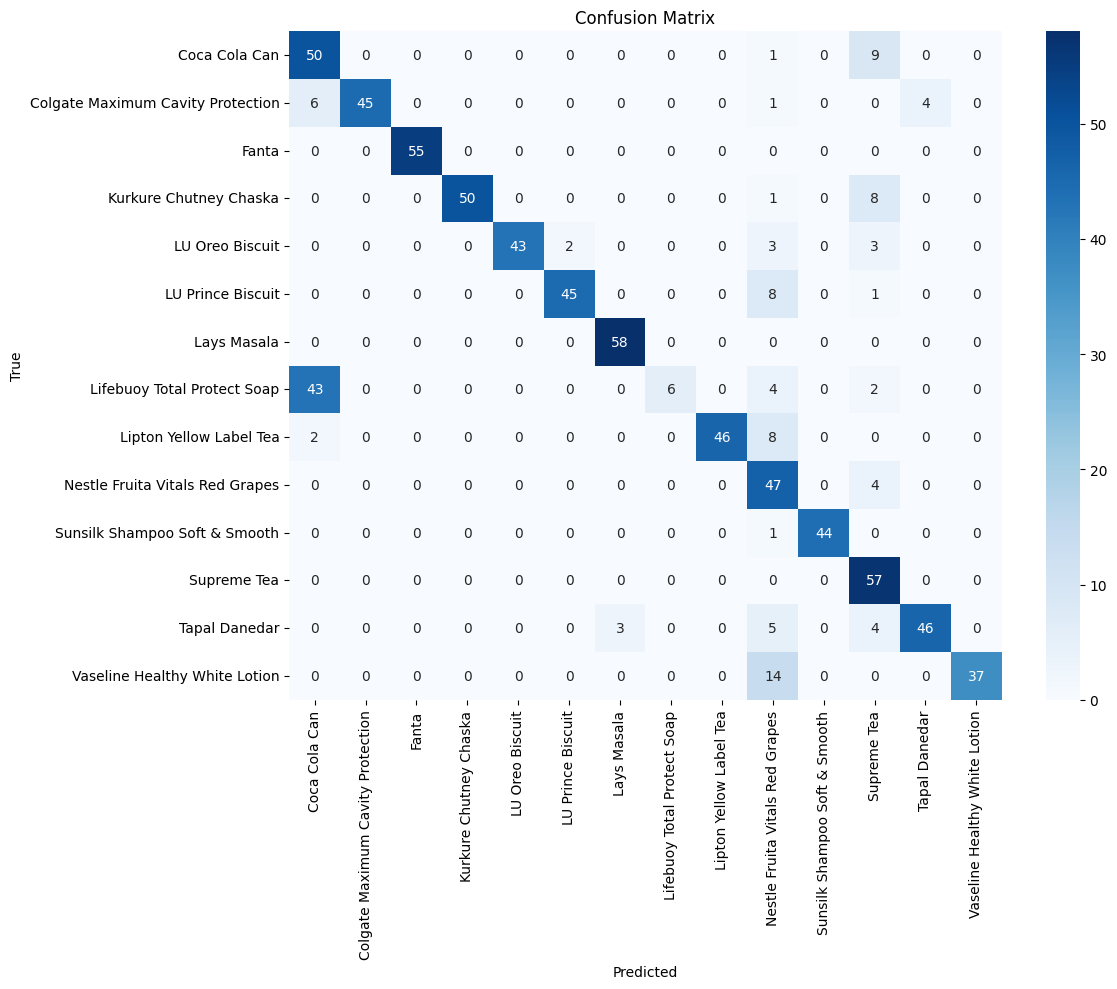 Confusion Matrix
Coca Cola Can 50 0 0 0 0 0 0 0 0 1 0 9 0 0
Colgate Maximum Cavity Protection 6 45 0 0 0 0 0 0 0 1 0 0 4 0
Fanta 0 0 55 0 0 0 0 0 0 0 0 0 0 0
Kurkure Chutney Chaska 0 0 0 50 0 0 0 0 0 1 0 8 0 0
LU Oreo Biscuit 0 0 0 0 43 2 0 0 0 3 0 3 0 0
LU Prince Biscuit 0 0 0 0 0 45 0 0 0 8 0 1 0 0
Lays Masala 0 0 0 0 0 0 58 0 0 0 0 0 0 0
Lifebuoy Total Protect Soap 43 0 0 0 0 0 0 6 0 4 0 2 0 0
Lipton Yellow Label Tea 2 0 0 0 0 0 0 0 46 8 0 0 0 0
Nestle Fruita Vitals Red Grapes 0 0 0 0 0 0 0 0 0 47 0 4 0 0
Sunsilk Shampoo Soft & Smooth 0 0 0 0 0 0 0 0 0 1 44 0 0 0
Supreme Tea 0 0 0 0 0 0 0 0 0 0 0 57 0 0
Tapal Danedar 0 0 0 0 0 0 3 0 0 5 0 4 46 0
Vaseline Healthy White Lotion 0 0 0 0 0 0 0 0 0 14 0 0 0 37
True
Coca Cola Can
Colgate Maximum Cavity Protection
Fanta
Kurkure Chutney Chaska
LU Oreo Biscuit
LU Prince Biscuit
Lays Masala
Lifebuoy Total Protect Soap
Lipton Yellow Label Tea
Nestle Fruita Vitals Red Grapes
Sunsilk Shampoo Soft & Smooth
Supreme Tea
Tapal Danedar
Vaseline Healthy White Lotion
Predicted
50
40
30
20
10
0